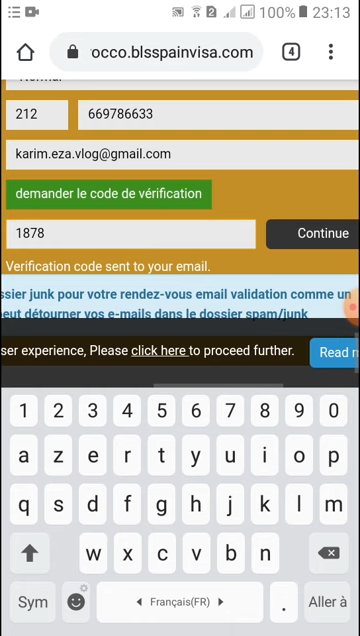 100% 23:13
occo.blsspainvisa.com 4
Normal
212 669786633
karim.eza.vlog@gmail.com
demander le code de vérification
1878 Continue
Verification code sent to your email.
ssier junk pour votre rendez-vous email validation comme un
peut détourner vos e-mails dans le dossier spam/junk
ser experience, Please click here to proceed further. Read m
1 2 3 4 5 6 7 8 9 0
a z e r t y u i o p
q s d f g h j k l m
w x c v b n
Sym Français(FR) . Aller à